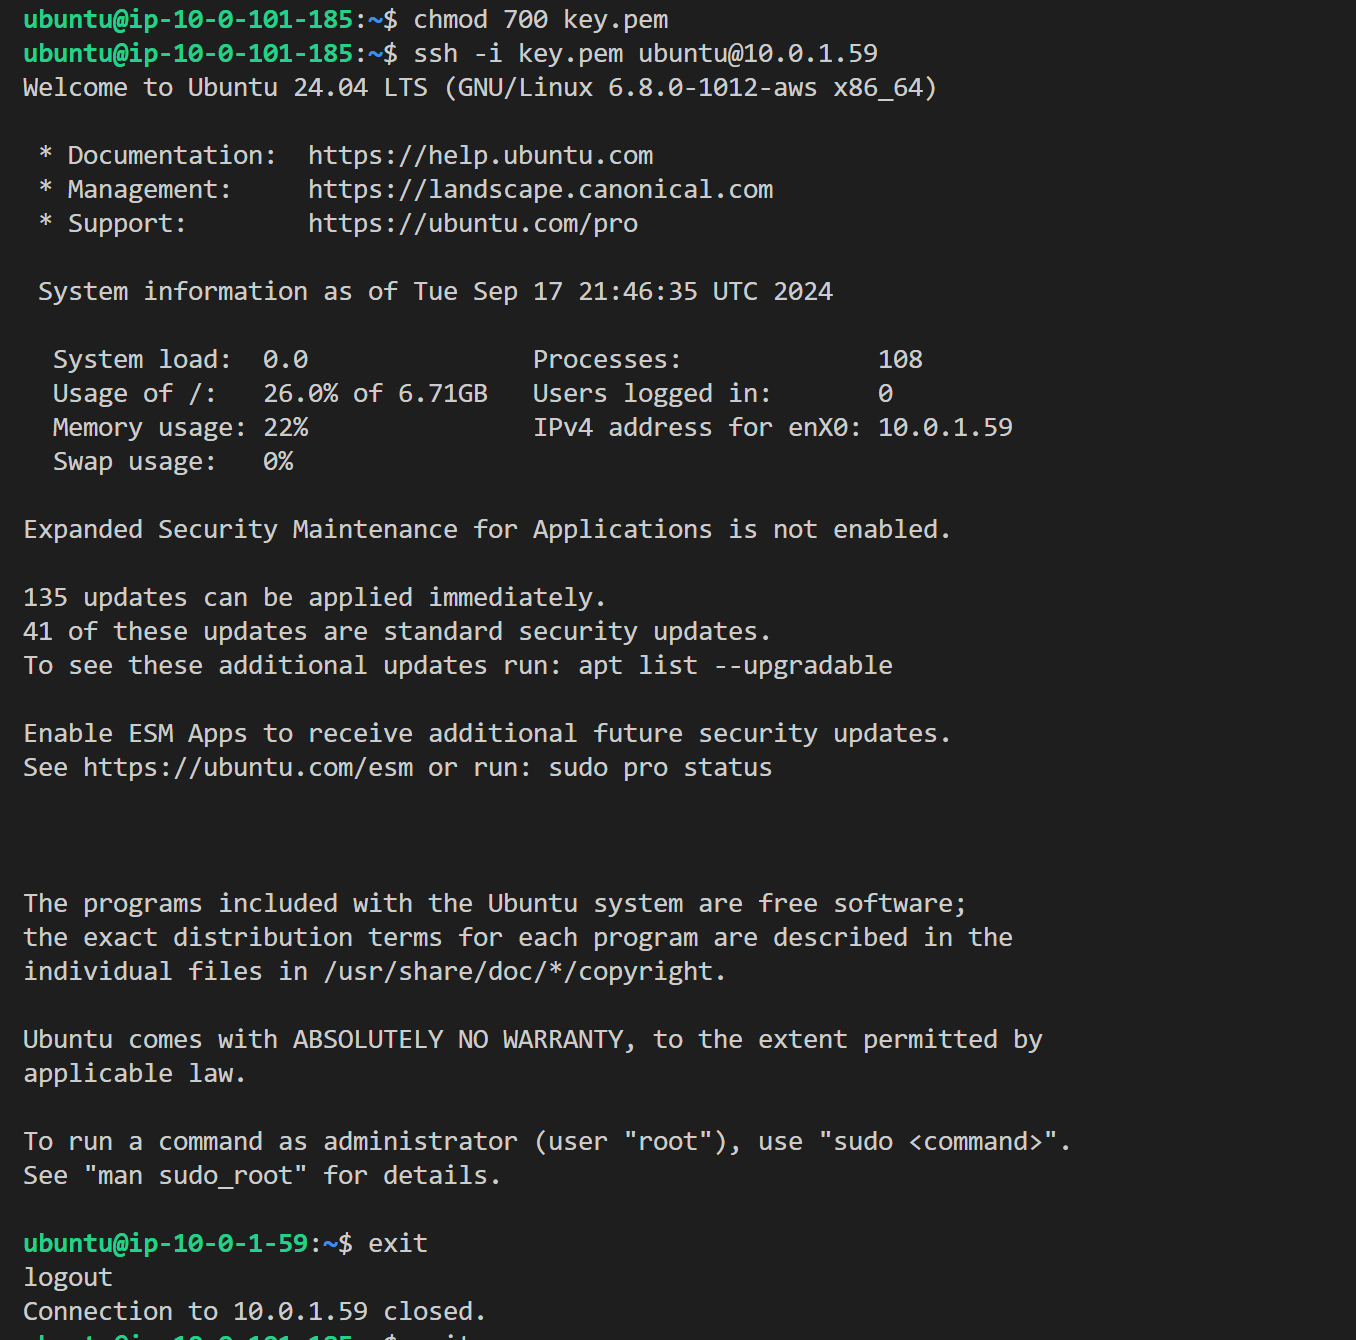 ubuntu@ip-10-0-101-185:~$ chmod 700 key.pem
ubuntu@ip-10-0-101-185:~$ ssh -i key.pem ubuntu@10.0.1.59
Welcome to Ubuntu 24.04 LTS (GNU/Linux 6.8.0-1012-aws x86_64)
* Documentation:  https://help.ubuntu.com
* Management:     https://landscape.canonical.com
* Support:        https://ubuntu.com/pro
System information as of Tue Sep 17 21:46:35 UTC 2024
System load:  0.0               Processes:             108
Usage of /:   26.0% of 6.71GB   Users logged in:       0
Memory usage: 22%               IPv4 address for enX0: 10.0.1.59
Swap usage:   0%
Expanded Security Maintenance for Applications is not enabled.
135 updates can be applied immediately.
41 of these updates are standard security updates.
To see these additional updates run: apt list --upgradable
Enable ESM Apps to receive additional future security updates.
See https://ubuntu.com/esm or run: sudo pro status
The programs included with the Ubuntu system are free software;
the exact distribution terms for each program are described in the
individual files in /usr/share/doc/*/copyright.
Ubuntu comes with ABSOLUTELY NO WARRANTY, to the extent permitted by
applicable law.
To run a command as administrator (user "root"), use "sudo <command>".
See "man sudo_root" for details.
ubuntu@ip-10-0-1-59:~$ exit
logout
Connection to 10.0.1.59 closed.